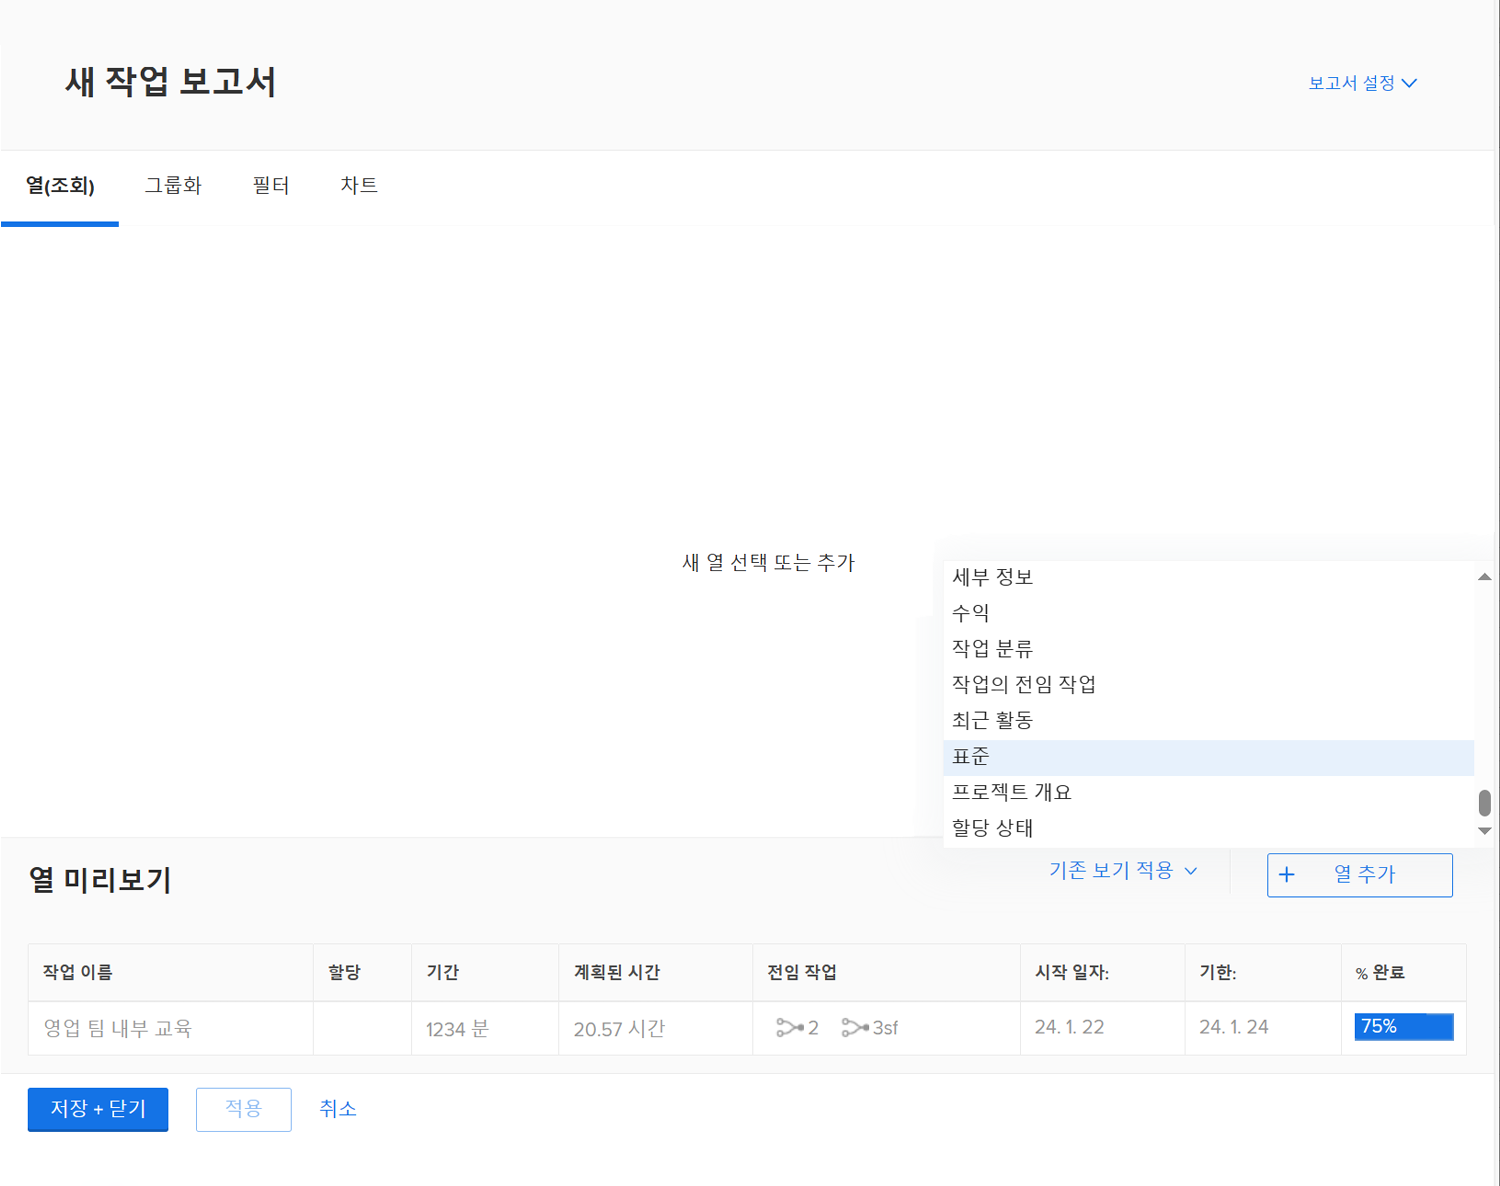 새 작업 보고서
보고서 설정
열(조회) 그룹화 필터 차트
새 열 선택 또는 추가
세부 정보
수익
작업 분류
작업의 전임 작업
최근 활동
표준
프로젝트 개요
할당 상태
열 미리보기
기존 보기 적용
+ 열 추가
작업 이름 할당 기간 계획된 시간 전임 작업 시작 일자: 기한: % 완료
영업 팀 내부 교육 1234 분 20.57 시간 2 3sf 24. 1. 22 24. 1. 24 75%
저장 + 닫기 적용 취소